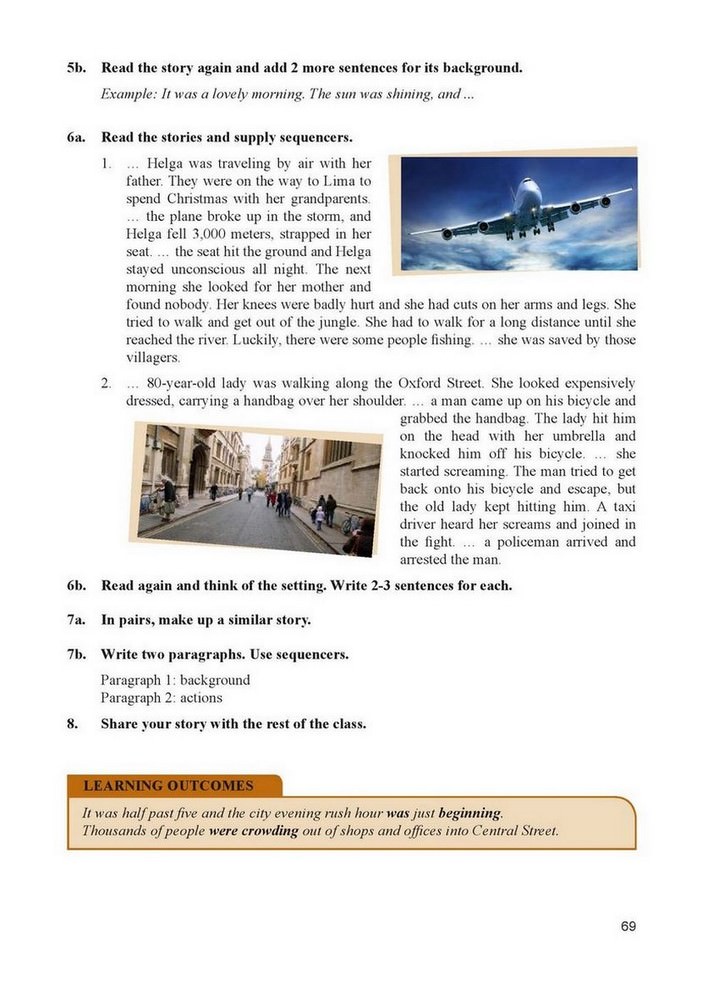 5b. Read the story again and add 2 more sentences for its background.
Example: It was a lovely morning. The sun was shining, and ...
6a. Read the stories and supply sequencers.
1. … Helga was traveling by air with her
father. They were on the way to Lima to
spend Christmas with her grandparents.
… the plane broke up in the storm, and
Helga fell 3,000 meters, strapped in her
seat. … the seat hit the ground and Helga
stayed unconscious all night. The next
morning she looked for her mother and
found nobody. Her knees were badly hurt and she had cuts on her arms and legs. She
tried to walk and get out of the jungle. She had to walk for a long distance until she
reached the river. Luckily, there were some people fishing. … she was saved by those
villagers.
2. … 80-year-old lady was walking along the Oxford Street. She looked expensively
dressed, carrying a handbag over her shoulder. … a man came up on his bicycle and
grabbed the handbag. The lady hit him
on the head with her umbrella and
knocked him off his bicycle. … she
started screaming. The man tried to get
back onto his bicycle and escape, but
the old lady kept hitting him. A taxi
driver heard her screams and joined in
the fight. … a policeman arrived and
arrested the man.
6b. Read again and think of the setting. Write 2-3 sentences for each.
7a. In pairs, make up a similar story.
7b. Write two paragraphs. Use sequencers.
Paragraph 1: background
Paragraph 2: actions
8. Share your story with the rest of the class.
LEARNING OUTCOMES
It was half past five and the city evening rush hour was just beginning.
Thousands of people were crowding out of shops and offices into Central Street.
69